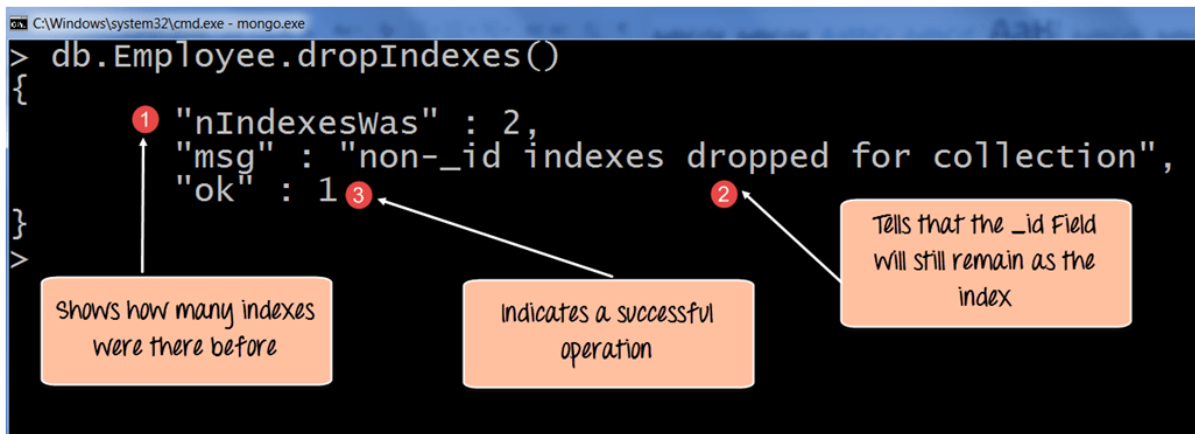 C:\Windows\system32\cmd.exe - mongo.exe
> db.Employee.dropIndexes()
{
1 "nIndexesWas" : 2,
"msg" : "non-_id indexes dropped for collection",
"ok" : 1 3
2
}
>
Tells that the _id Field
will still remain as the
index
Shows how many indexes
were there before
Indicates a successful
operation